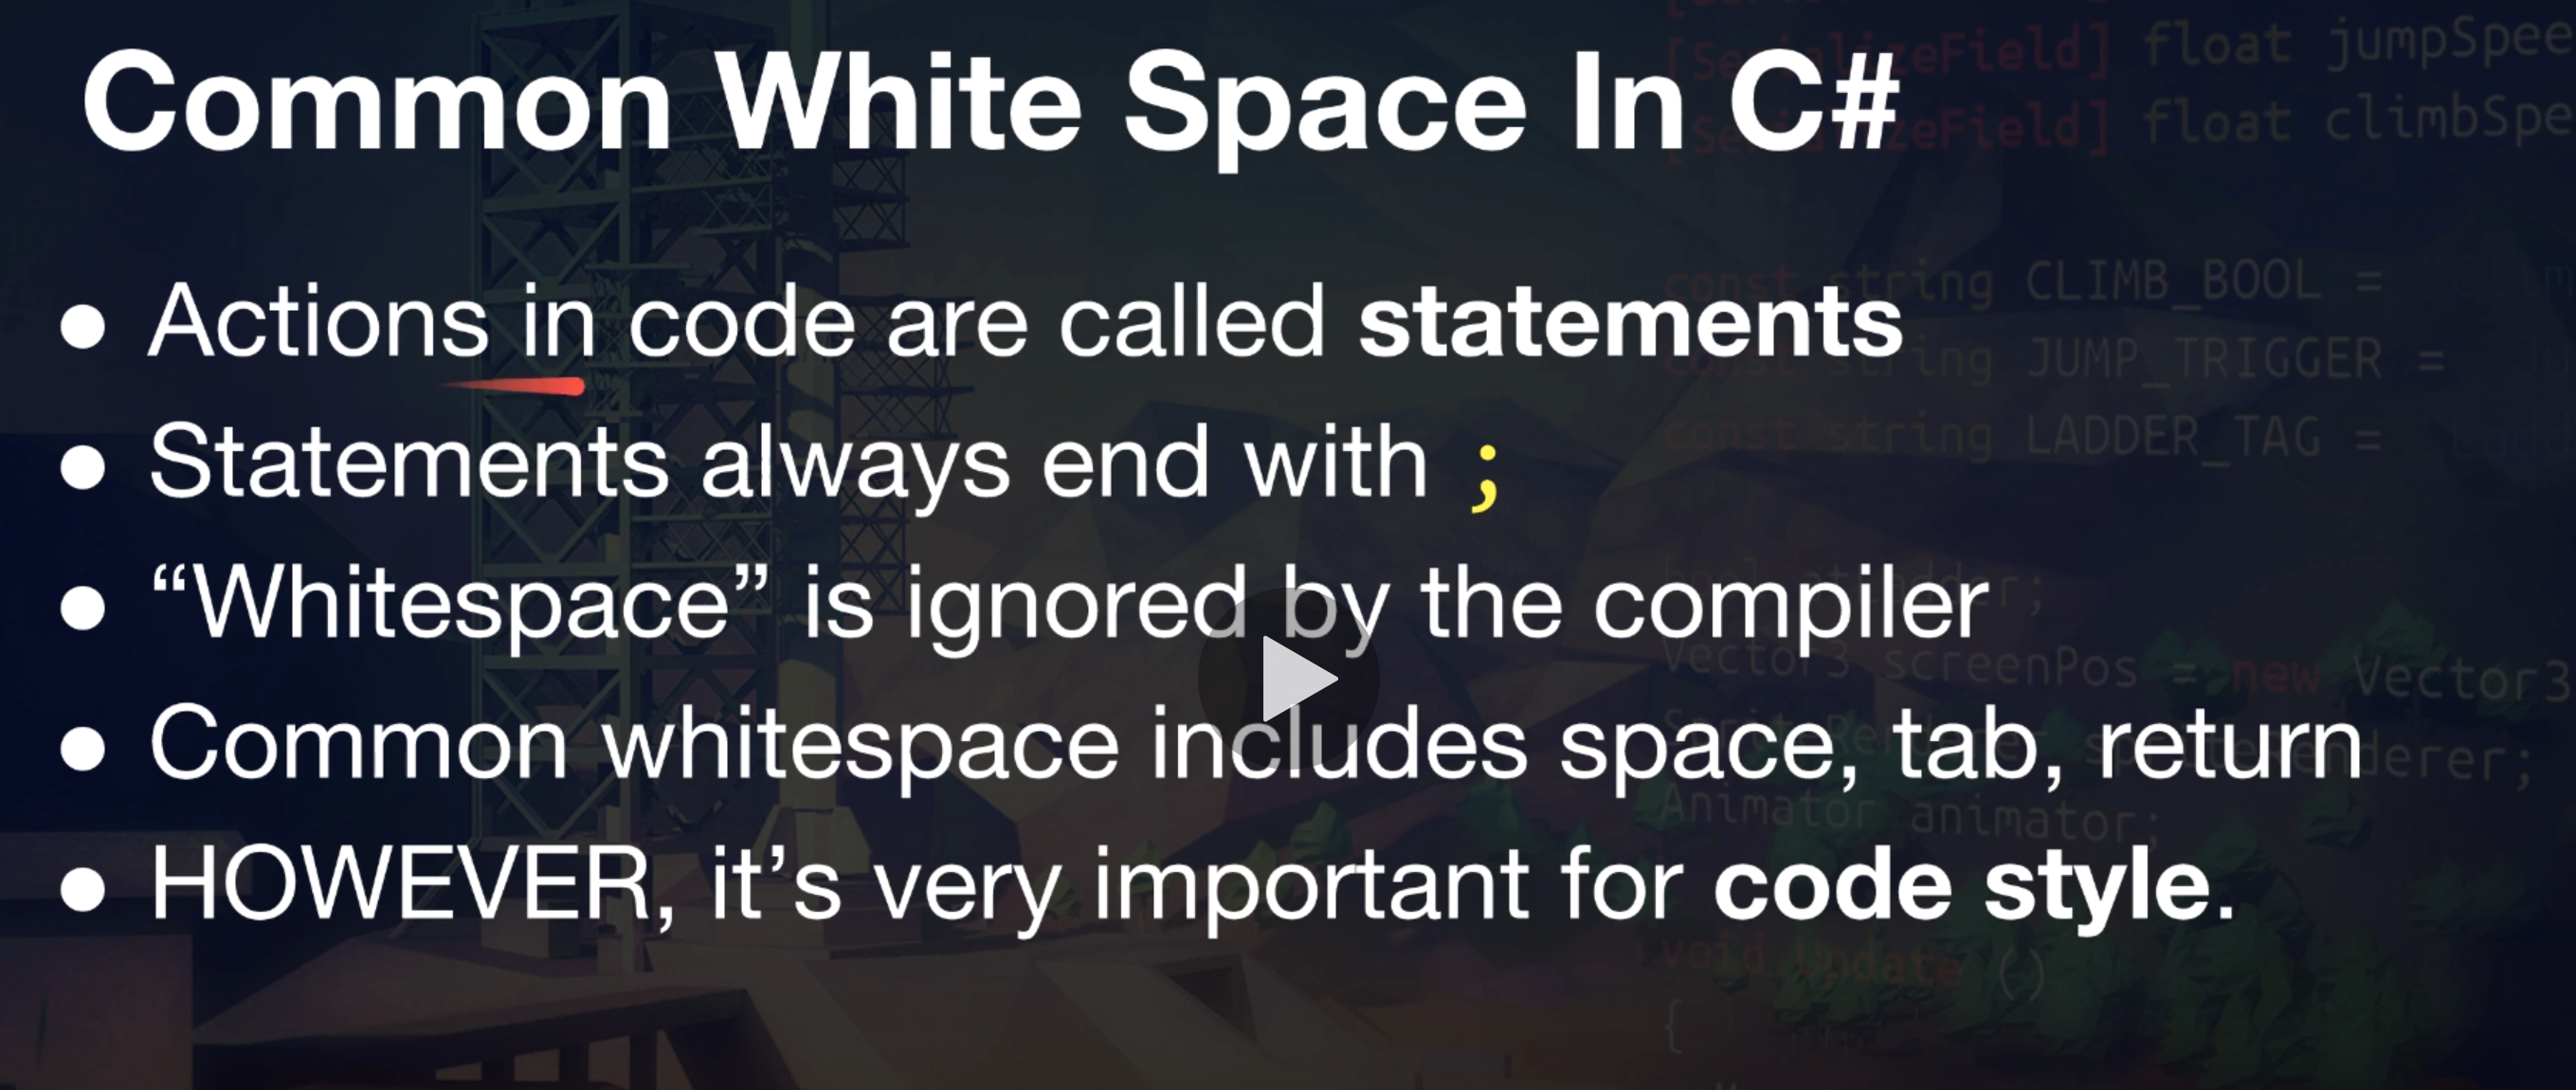 Common White Space In C#
[SerializeField] float jumpSpee
[SerializeField] float climbSpe
• Actions in code are called statements
• Statements always end with ;
• “Whitespace” is ignored by the compiler
• Common whitespace includes space, tab, return
• HOWEVER, it’s very important for code style.
const string CLIMB_BOOL =
const string JUMP_TRIGGER =
const string LADDER_TAG =
Vector3 screenPos = new Vector3
Animator animator;
void Update ()
{